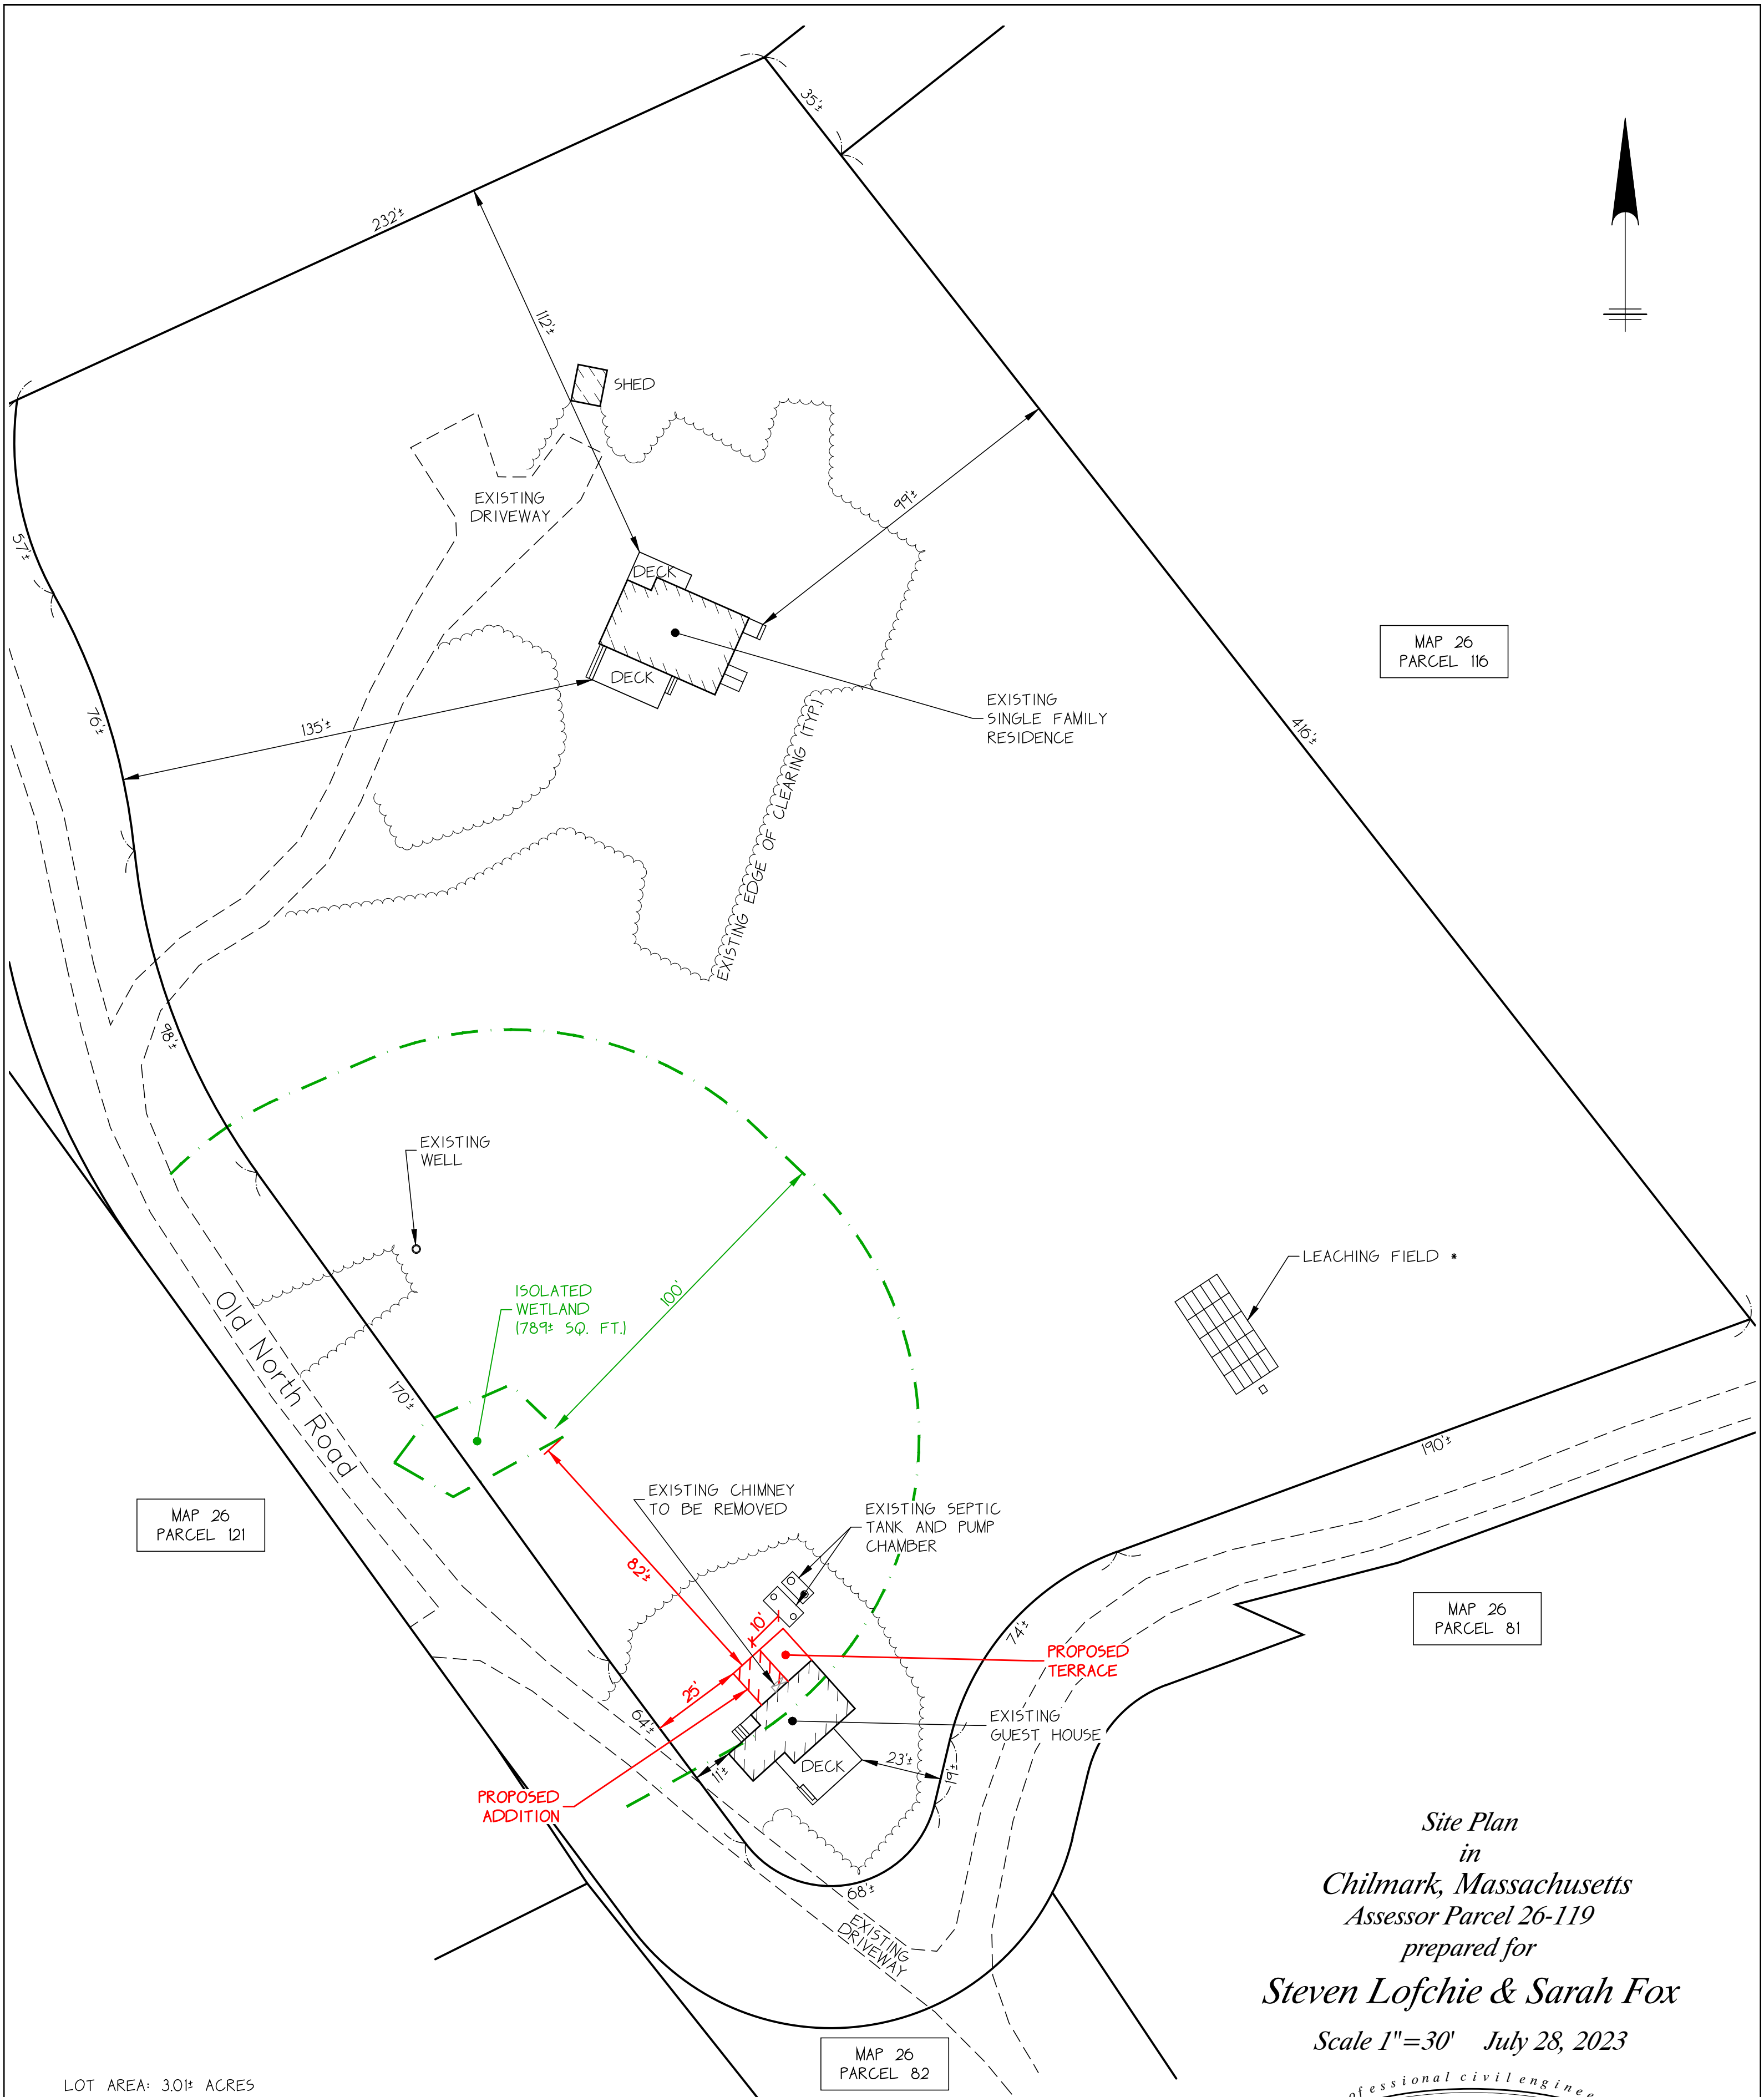 35'±
232'±
112'±
SHED
EXISTING
DRIVEWAY
99'±
57'±
DECK
MAP 26
PARCEL 116
DECK
EXISTING
SINGLE FAMILY
RESIDENCE
76'±
135'±
416'±
EXISTING EDGE OF CLEARING (TYP.)
98'±
EXISTING
WELL
LEACHING FIELD *
ISOLATED
WETLAND
(789± SQ. FT.)
100'
Old North Road
170'±
190'±
EXISTING CHIMNEY
TO BE REMOVED
EXISTING SEPTIC
TANK AND PUMP
CHAMBER
MAP 26
PARCEL 121
82'±
10'
74'±
MAP 26
PARCEL 81
PROPOSED
TERRACE
25'
64'±
EXISTING
GUEST HOUSE
11'±
DECK
23'±
19'±
PROPOSED
ADDITION
68'±
EXISTING
DRIVEWAY
Site Plan
in
Chilmark, Massachusetts
Assessor Parcel 26-119
prepared for
Steven Lofchie & Sarah Fox
Scale 1"=30' July 28, 2023
MAP 26
PARCEL 82
LOT AREA: 3.01± ACRES
ofessional civil enginee